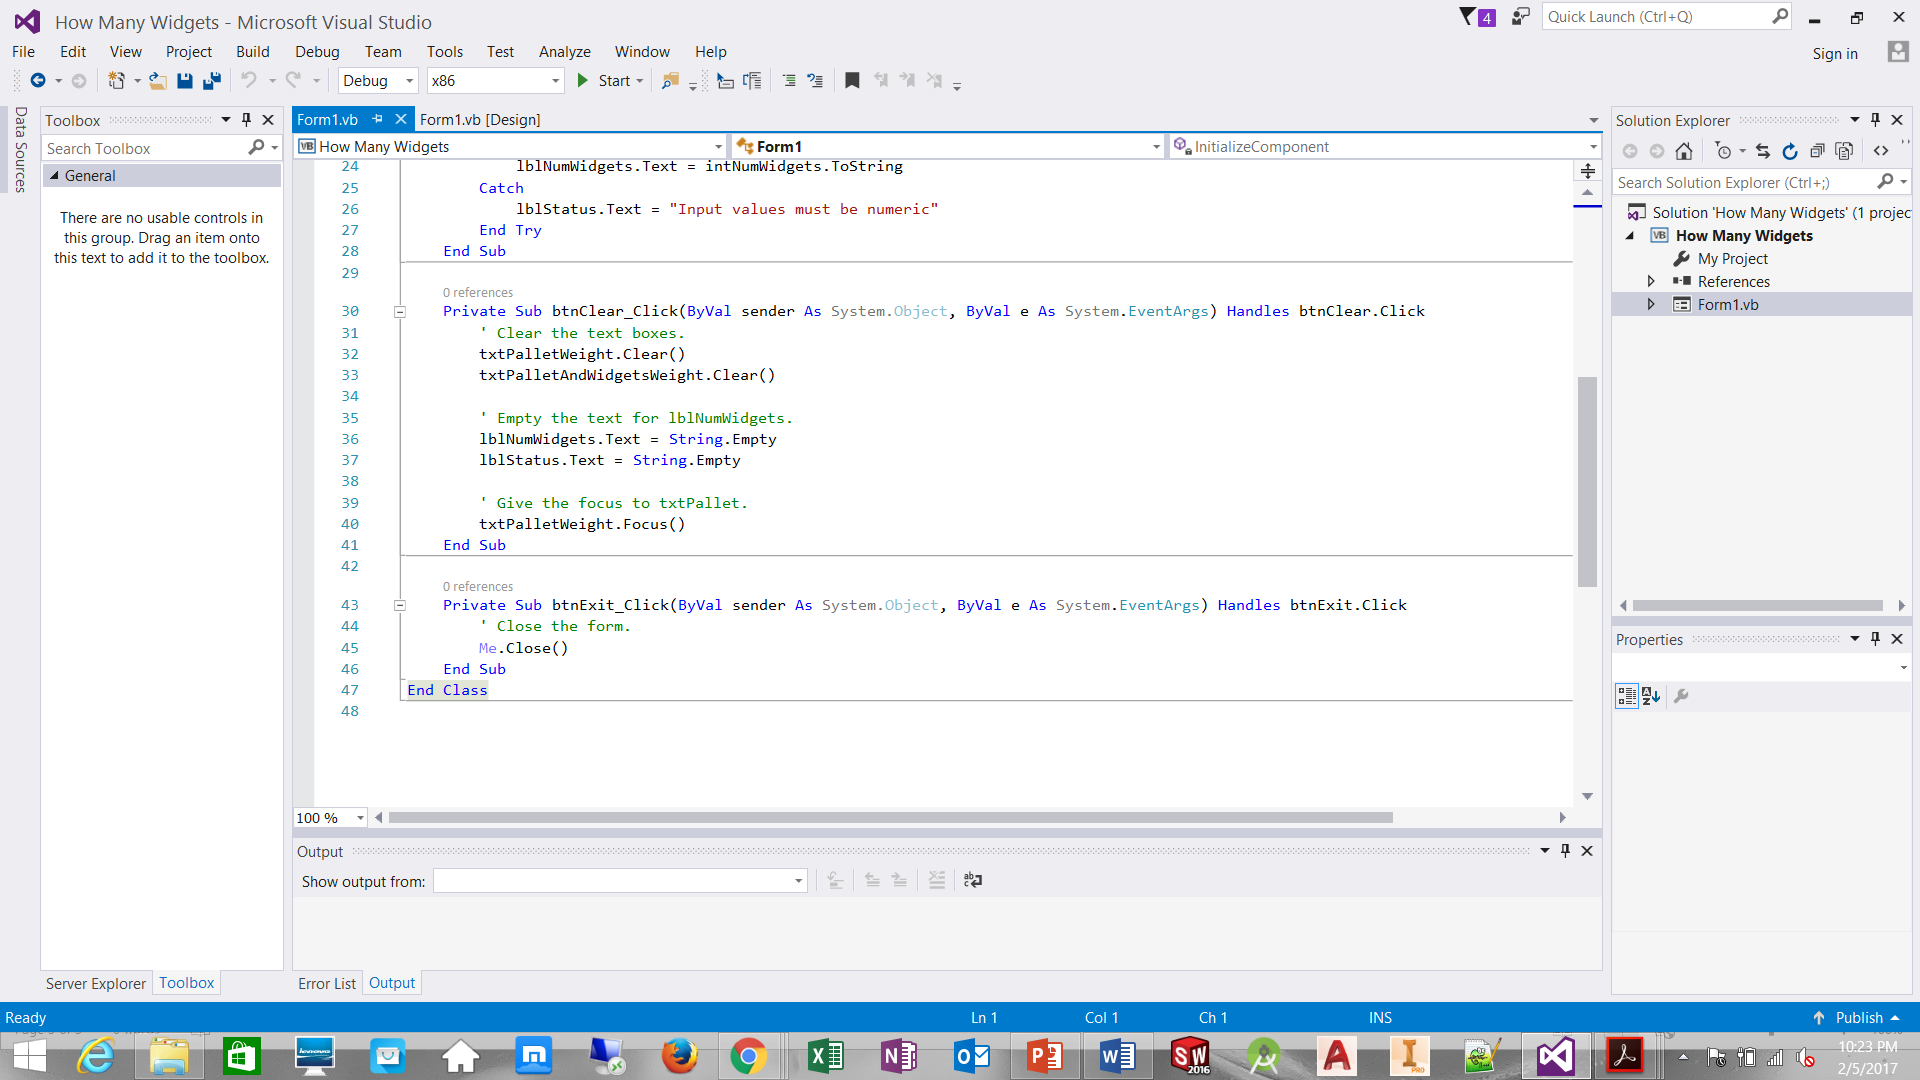 How Many Widgets - Microsoft Visual Studio
4
Quick Launch (Ctrl+Q)
File Edit View Project Build Debug Team Tools Test Analyze Window Help
Sign in
Debug x86 Start
Data Sources
Toolbox
Search Toolbox
General
There are no usable controls in
this group. Drag an item onto
this text to add it to the toolbox.
Server Explorer Toolbox
Form1.vb Form1.vb [Design]
VB How Many Widgets Form1 InitializeComponent
24 lblNumWidgets.Text = intNumWidgets.ToString
25 Catch
26 lblStatus.Text = "Input values must be numeric"
27 End Try
28 End Sub
29
0 references
30 Private Sub btnClear_Click(ByVal sender As System.Object, ByVal e As System.EventArgs) Handles btnClear.Click
31 ' Clear the text boxes.
32 txtPalletWeight.Clear()
33 txtPalletAndWidgetsWeight.Clear()
34
35 ' Empty the text for lblNumWidgets.
36 lblNumWidgets.Text = String.Empty
37 lblStatus.Text = String.Empty
38
39 ' Give the focus to txtPallet.
40 txtPalletWeight.Focus()
41 End Sub
42
0 references
43 Private Sub btnExit_Click(ByVal sender As System.Object, ByVal e As System.EventArgs) Handles btnExit.Click
44 ' Close the form.
45 Me.Close()
46 End Sub
47 End Class
48
100 %
Output
Show output from:
Error List Output
Solution Explorer
Search Solution Explorer (Ctrl+;)
Solution 'How Many Widgets' (1 projec
VB How Many Widgets
My Project
References
Form1.vb
Properties
Ready Ln 1 Col 1 Ch 1 INS Publish
SW 2016
PRO
10:23 PM
2/5/2017